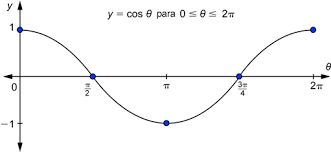 y
y = cos θ para 0 ≤ θ ≤ 2π
1
θ
0
π/2
π
3π/4
2π
−1